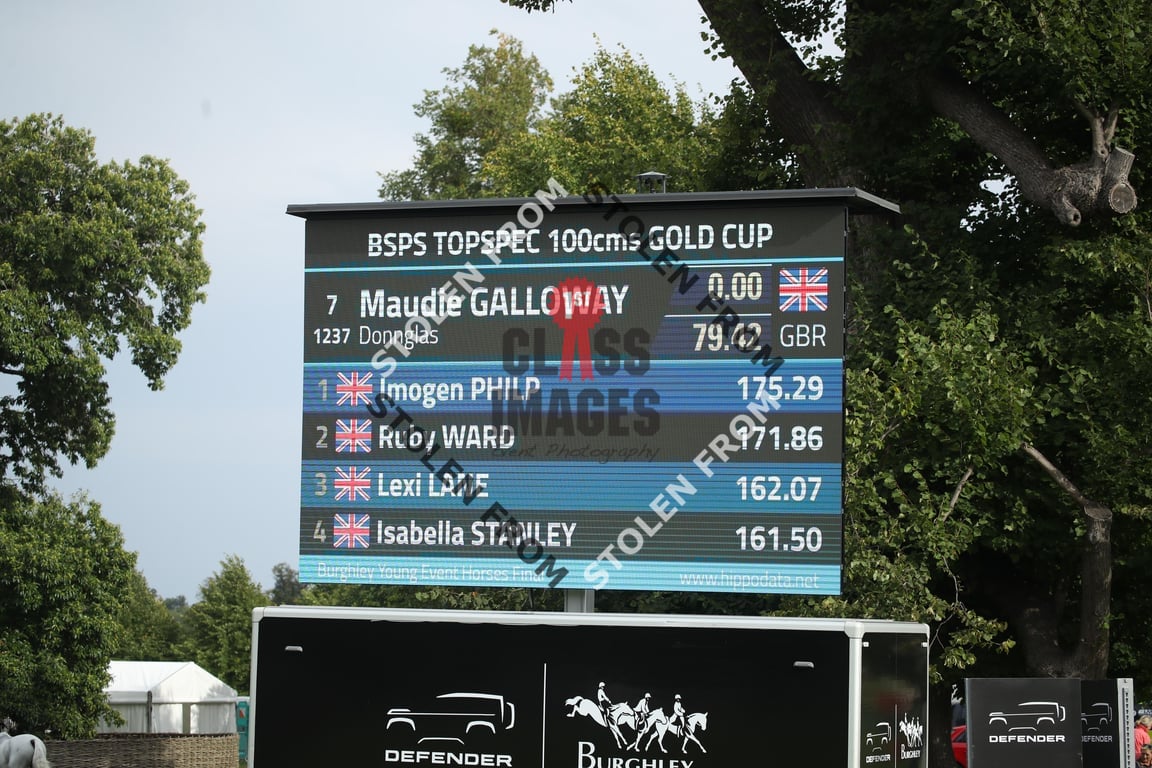 BSPS TOPSPEC 100cms GOLD CUP
7 Maudie GALLOWAY 0.00
1237 Donnglas 79.42 GBR
1 Imogen PHILP 175.29
2 Ruby WARD 171.86
3 Lexi LANE 162.07
4 Isabella STANLEY 161.50
Burghley Young Event Horses Final www.hippodata.net
STOLEN FROM
STOLEN FROM
STOLEN FROM
STOLEN FROM
1ST
CLASS
IMAGES
Event Photography
DEFENDER
BURGHLEY
DEFENDER
DEFENDER
DEFENDER